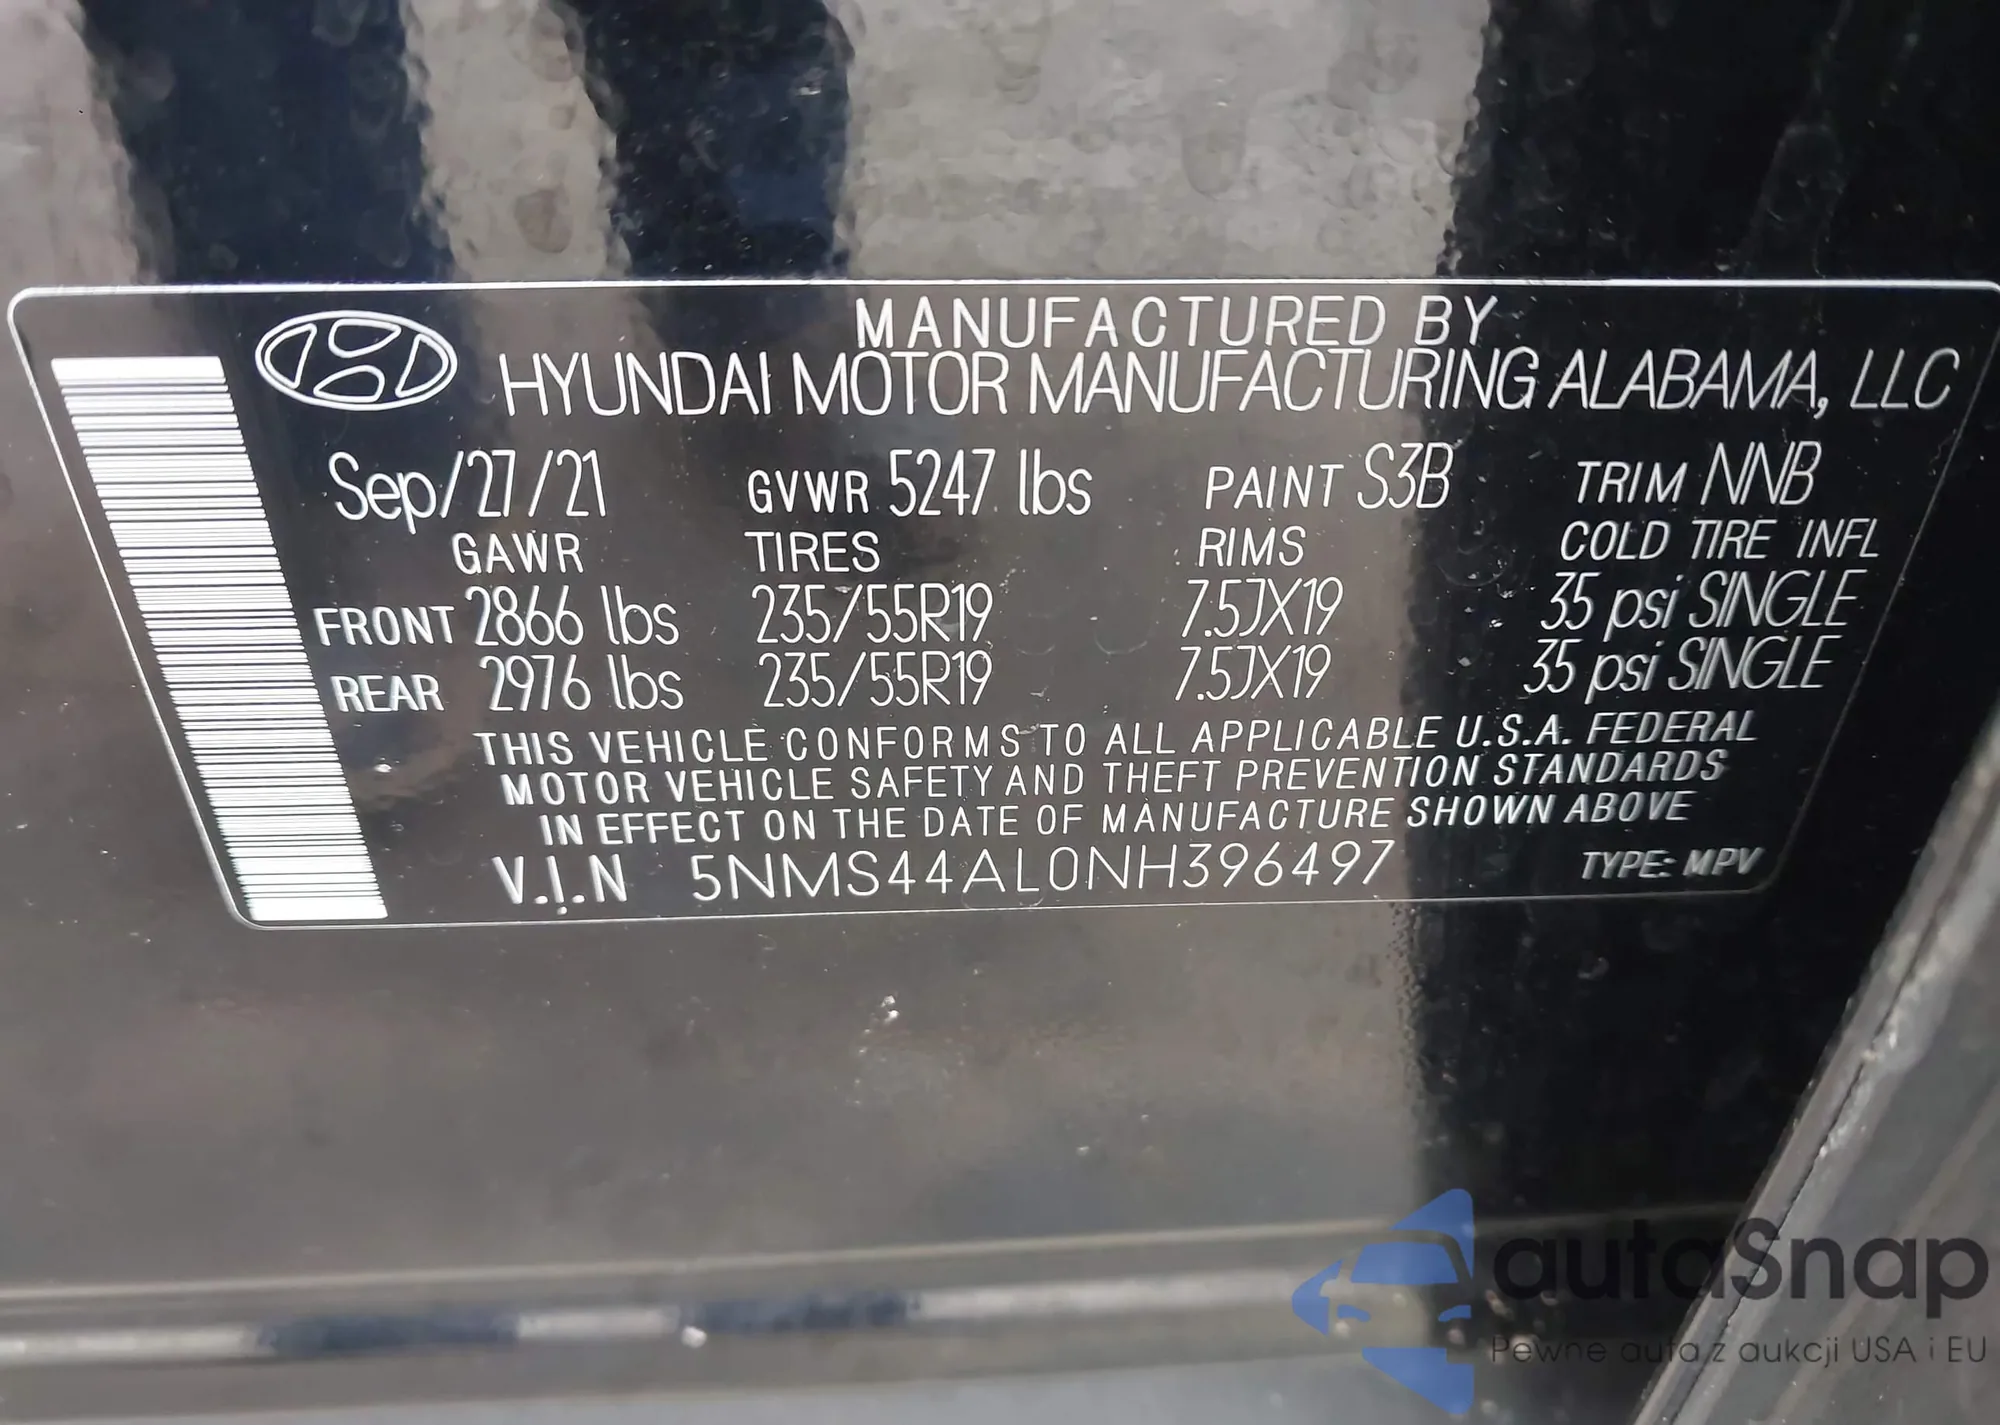 MANUFACTURED BY
HYUNDAI MOTOR MANUFACTURING ALABAMA, LLC
Sep/27/21 GVWR 5247 lbs PAINT S3B TRIM NNB
GAWR TIRES RIMS COLD TIRE INFL
FRONT 2866 lbs 235/55R19 7.5JX19 35 psi SINGLE
REAR 2976 lbs 235/55R19 7.5JX19 35 psi SINGLE
THIS VEHICLE CONFORMS TO ALL APPLICABLE U.S.A. FEDERAL
MOTOR VEHICLE SAFETY AND THEFT PREVENTION STANDARDS
IN EFFECT ON THE DATE OF MANUFACTURE SHOWN ABOVE
V.I.N 5NMS44AL0NH396497 TYPE: MPV
autaSnap
Pewne auta z aukcji USA i EU